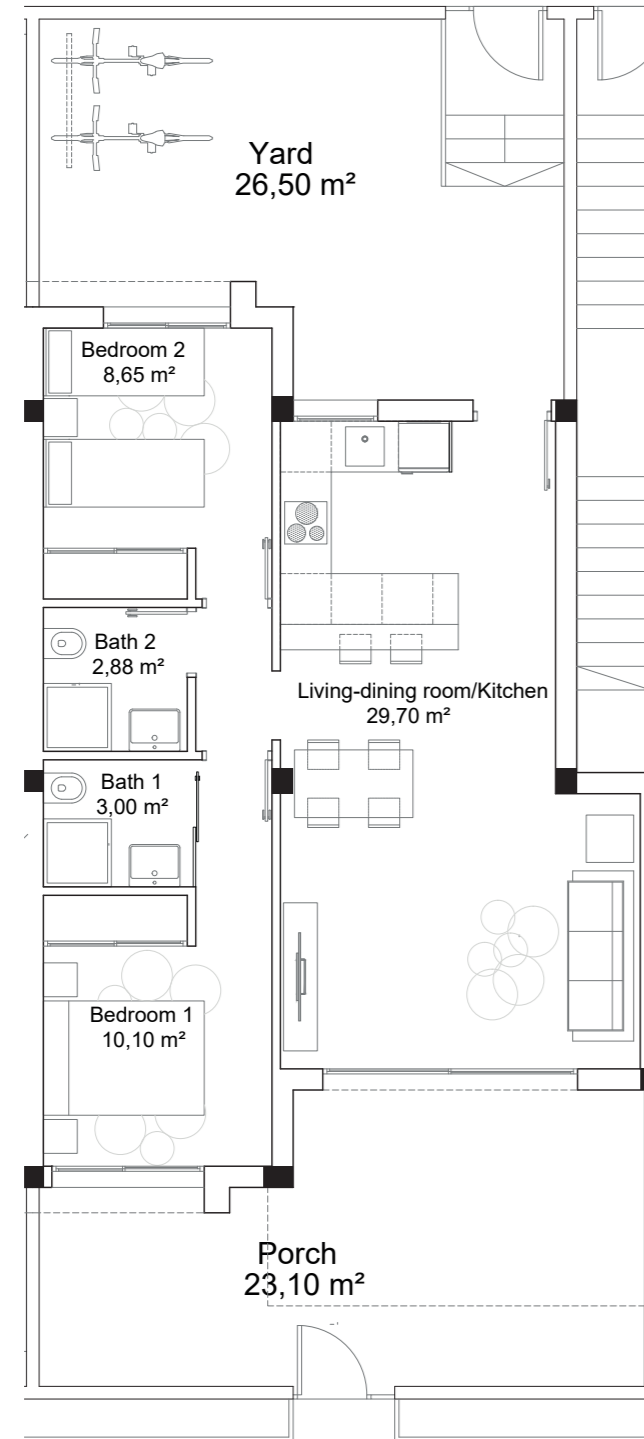 Yard
26,50 m²
Bedroom 2
8,65 m²
Bath 2
2,88 m²
Living-dining room/Kitchen
29,70 m²
Bath 1
3,00 m²
Bedroom 1
10,10 m²
Porch
23,10 m²